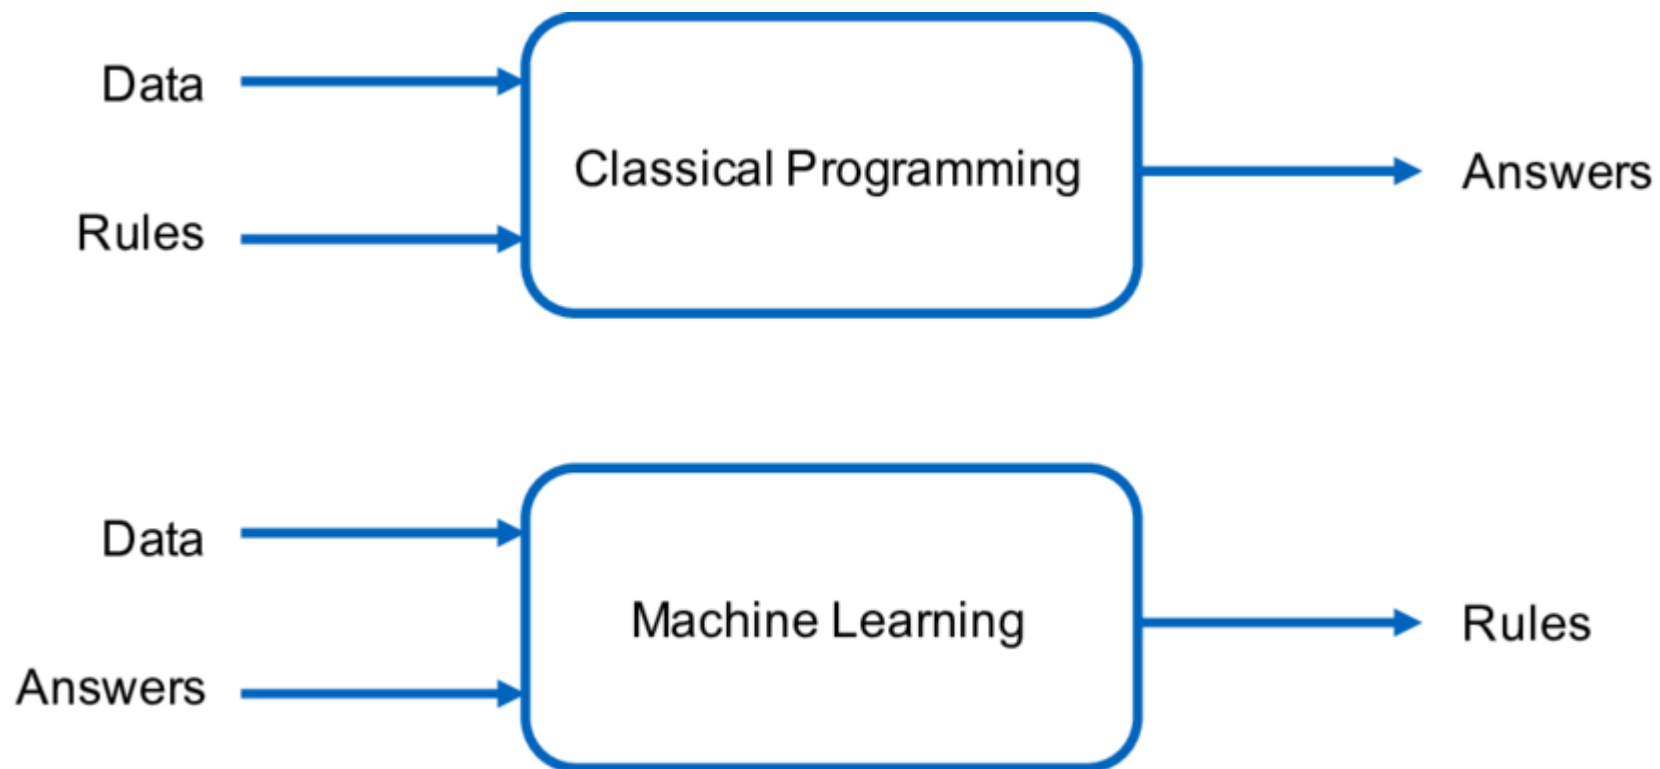 Data
Rules
Classical Programming
Answers
Data
Answers
Machine Learning
Rules